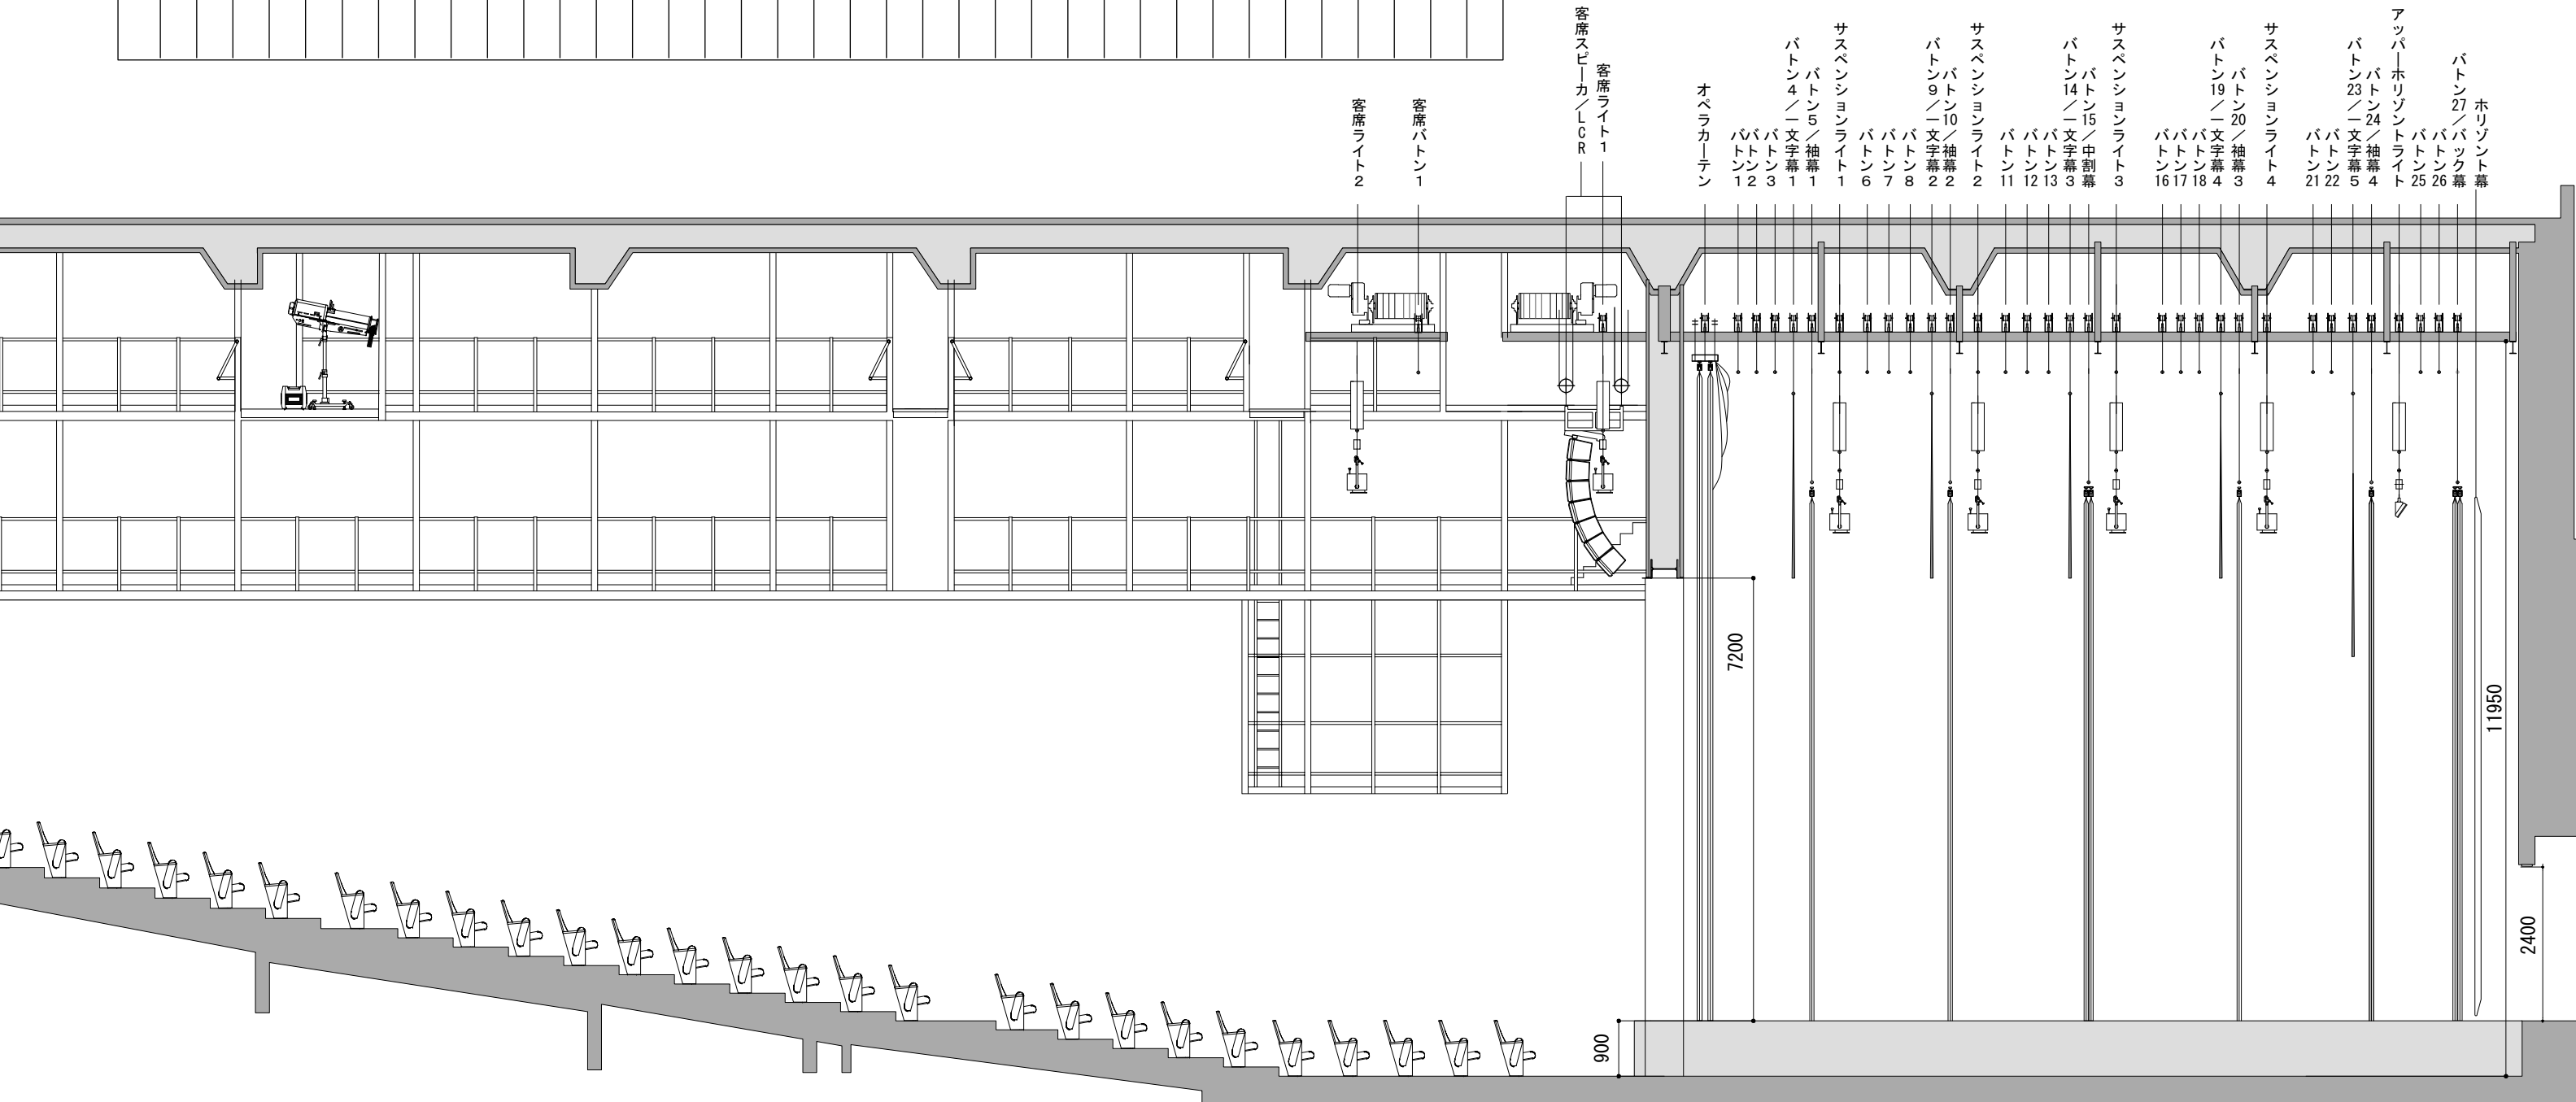 客席ライト2
客席バトン1
客席スピーカ/LCR
客席ライト1
オペラカーテン
バトン1
バトン2
バトン3
バトン4/一文字幕1
バトン5/袖幕1
サスペンションライト1
バトン6
バトン7
バトン8
バトン9/一文字幕2
バトン10/袖幕2
サスペンションライト2
バトン11
バトン12
バトン13
バトン14/一文字幕3
バトン15/中割幕
サスペンションライト3
バトン16
バトン17
バトン18
バトン19/一文字幕4
バトン20/袖幕3
サスペンションライト4
バトン21
バトン22
バトン23/一文字幕5
バトン24/袖幕4
アッパーホリゾントライト
バトン25
バトン26
バトン27/バック幕
ホリゾント幕
7200
11950
2400
900